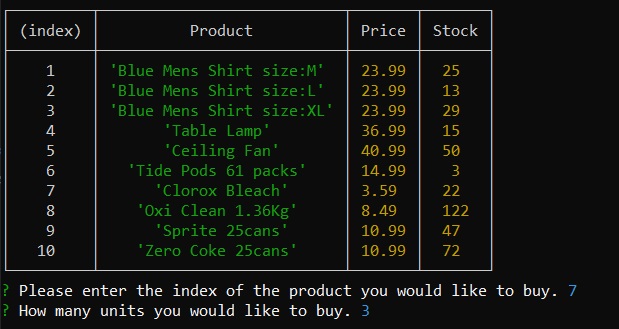 (index) Product Price Stock
1 'Blue Mens Shirt size:M' 23.99 25
2 'Blue Mens Shirt size:L' 23.99 13
3 'Blue Mens Shirt size:XL' 23.99 29
4 'Table Lamp' 36.99 15
5 'Ceiling Fan' 40.99 50
6 'Tide Pods 61 packs' 14.99 3
7 'Clorox Bleach' 3.59 22
8 'Oxi Clean 1.36Kg' 8.49 122
9 'Sprite 25cans' 10.99 47
10 'Zero Coke 25cans' 10.99 72
? Please enter the index of the product you would like to buy. 7
? How many units you would like to buy. 3